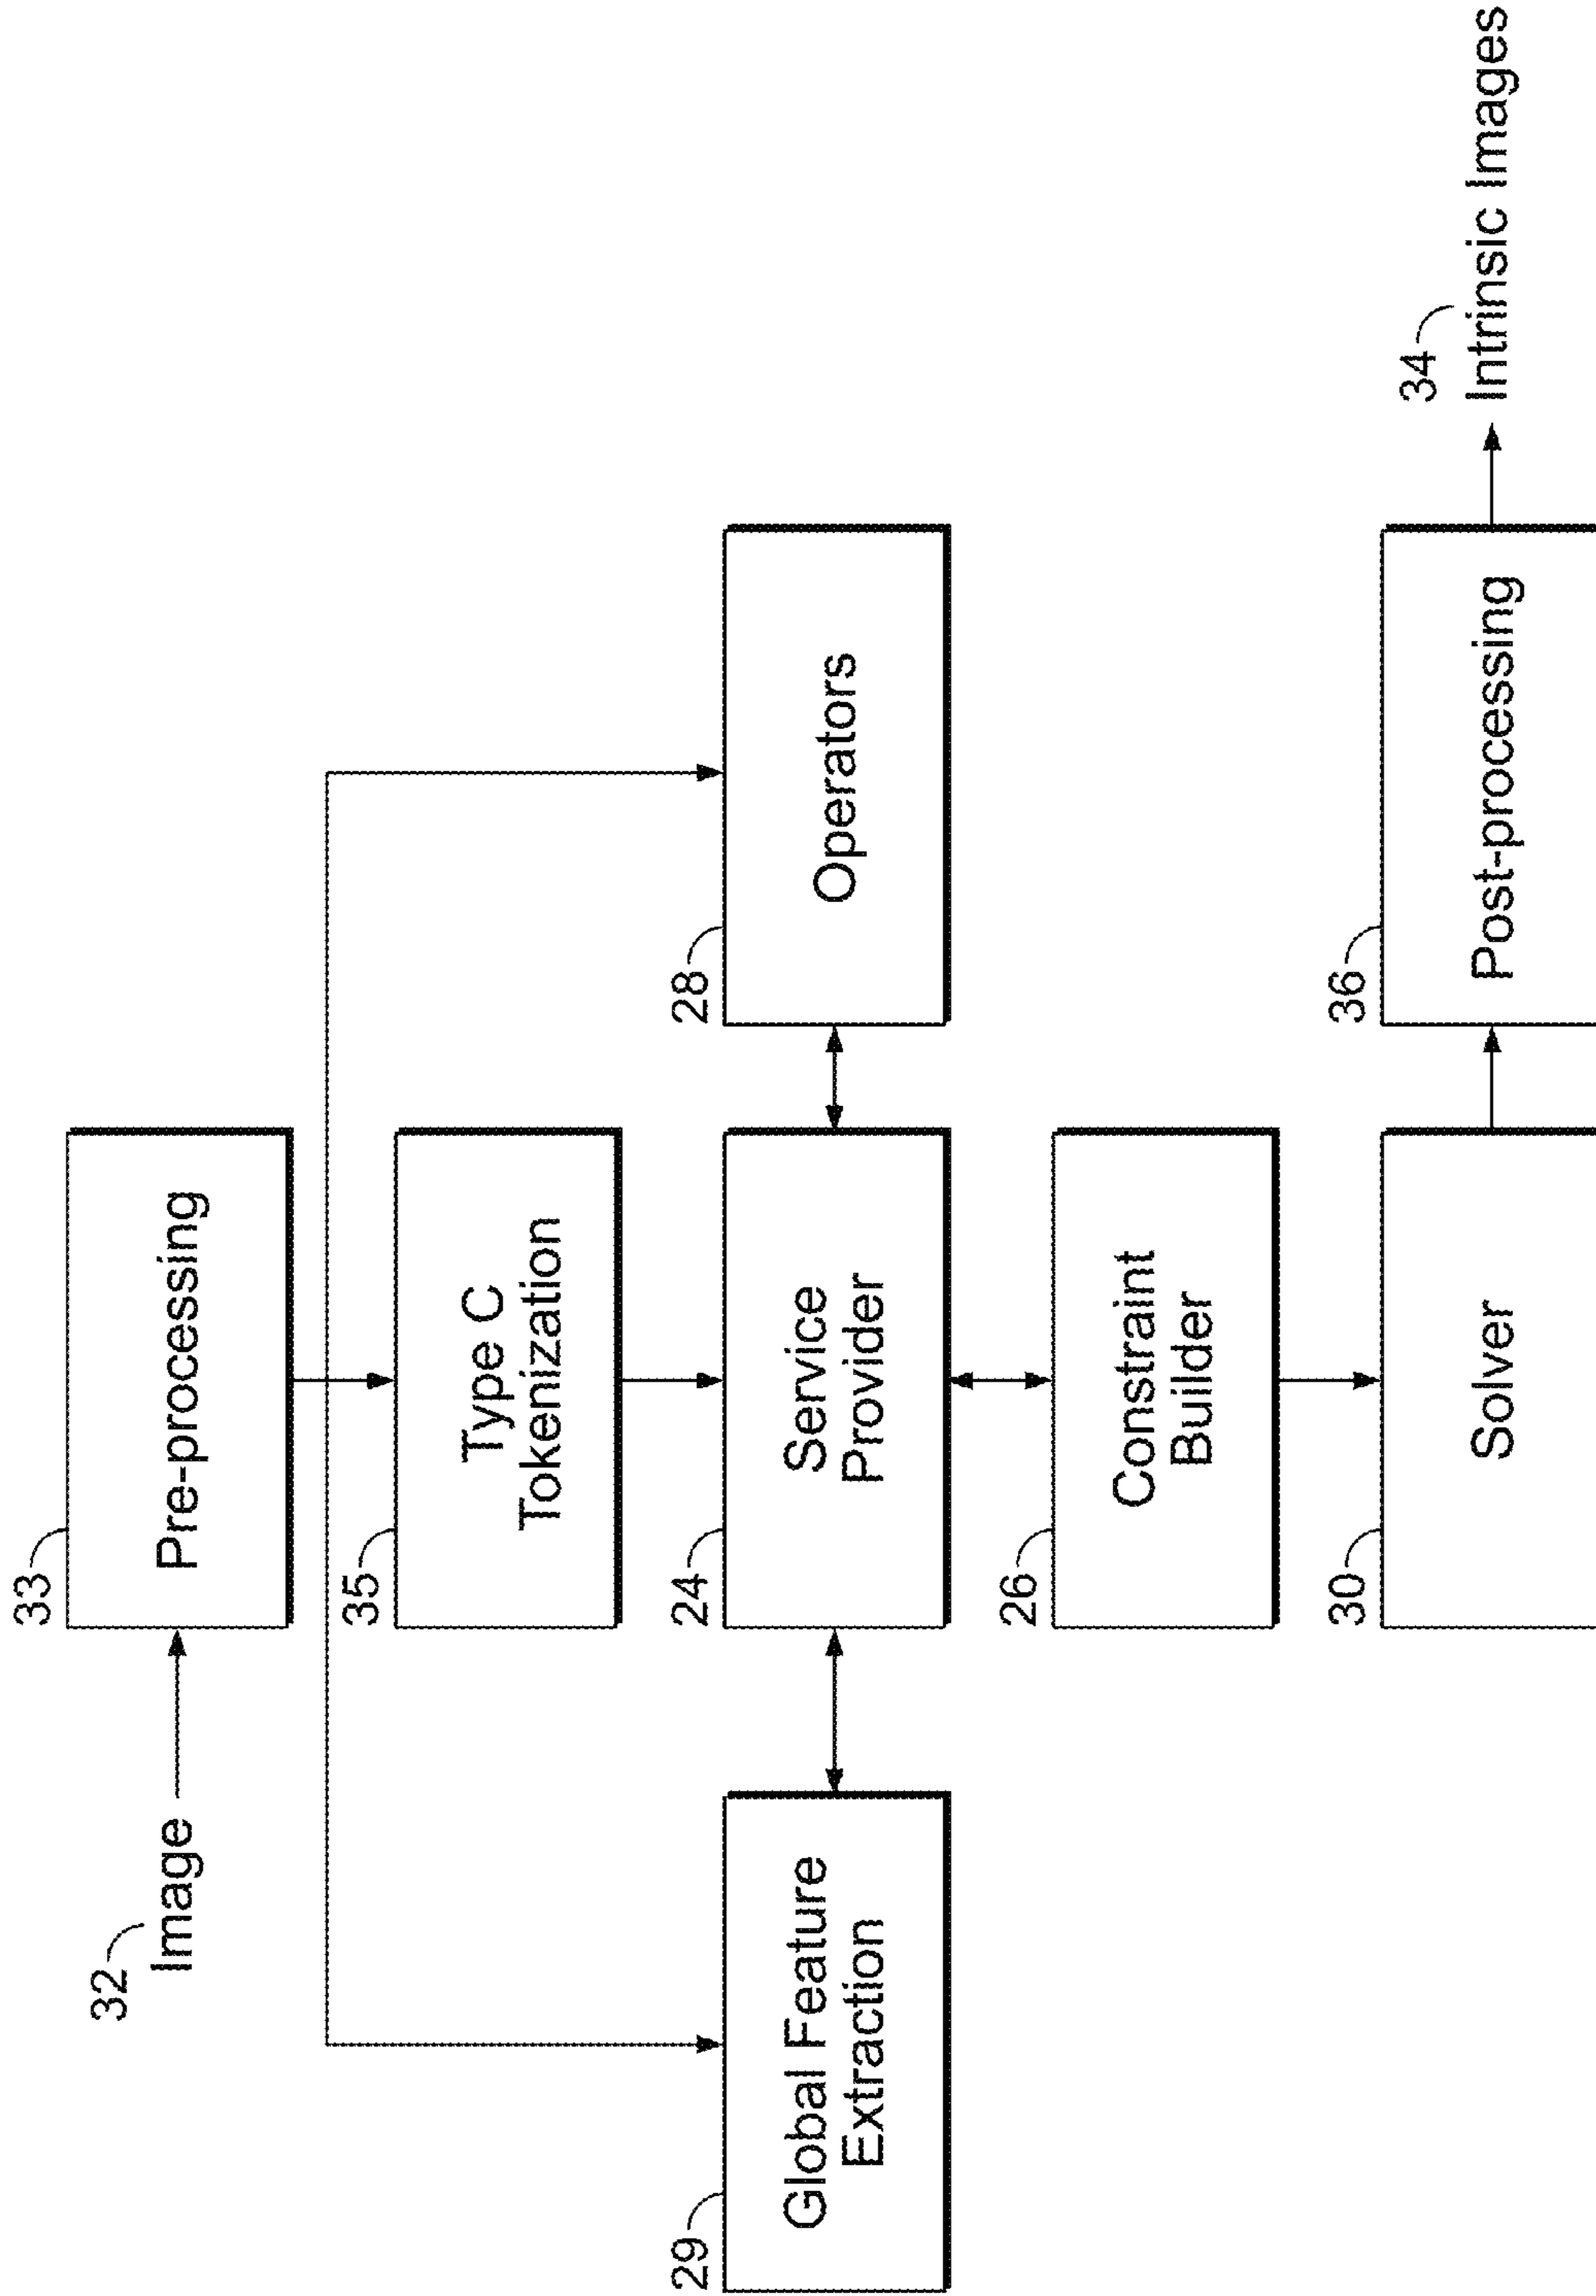 32
Image
33
Pre-processing
35
Type C
Tokenization
29
Global Feature
Extraction
24
Service
Provider
28
Operators
26
Constraint
Builder
30
Solver
36
Post-processing
34
Intrinsic Images